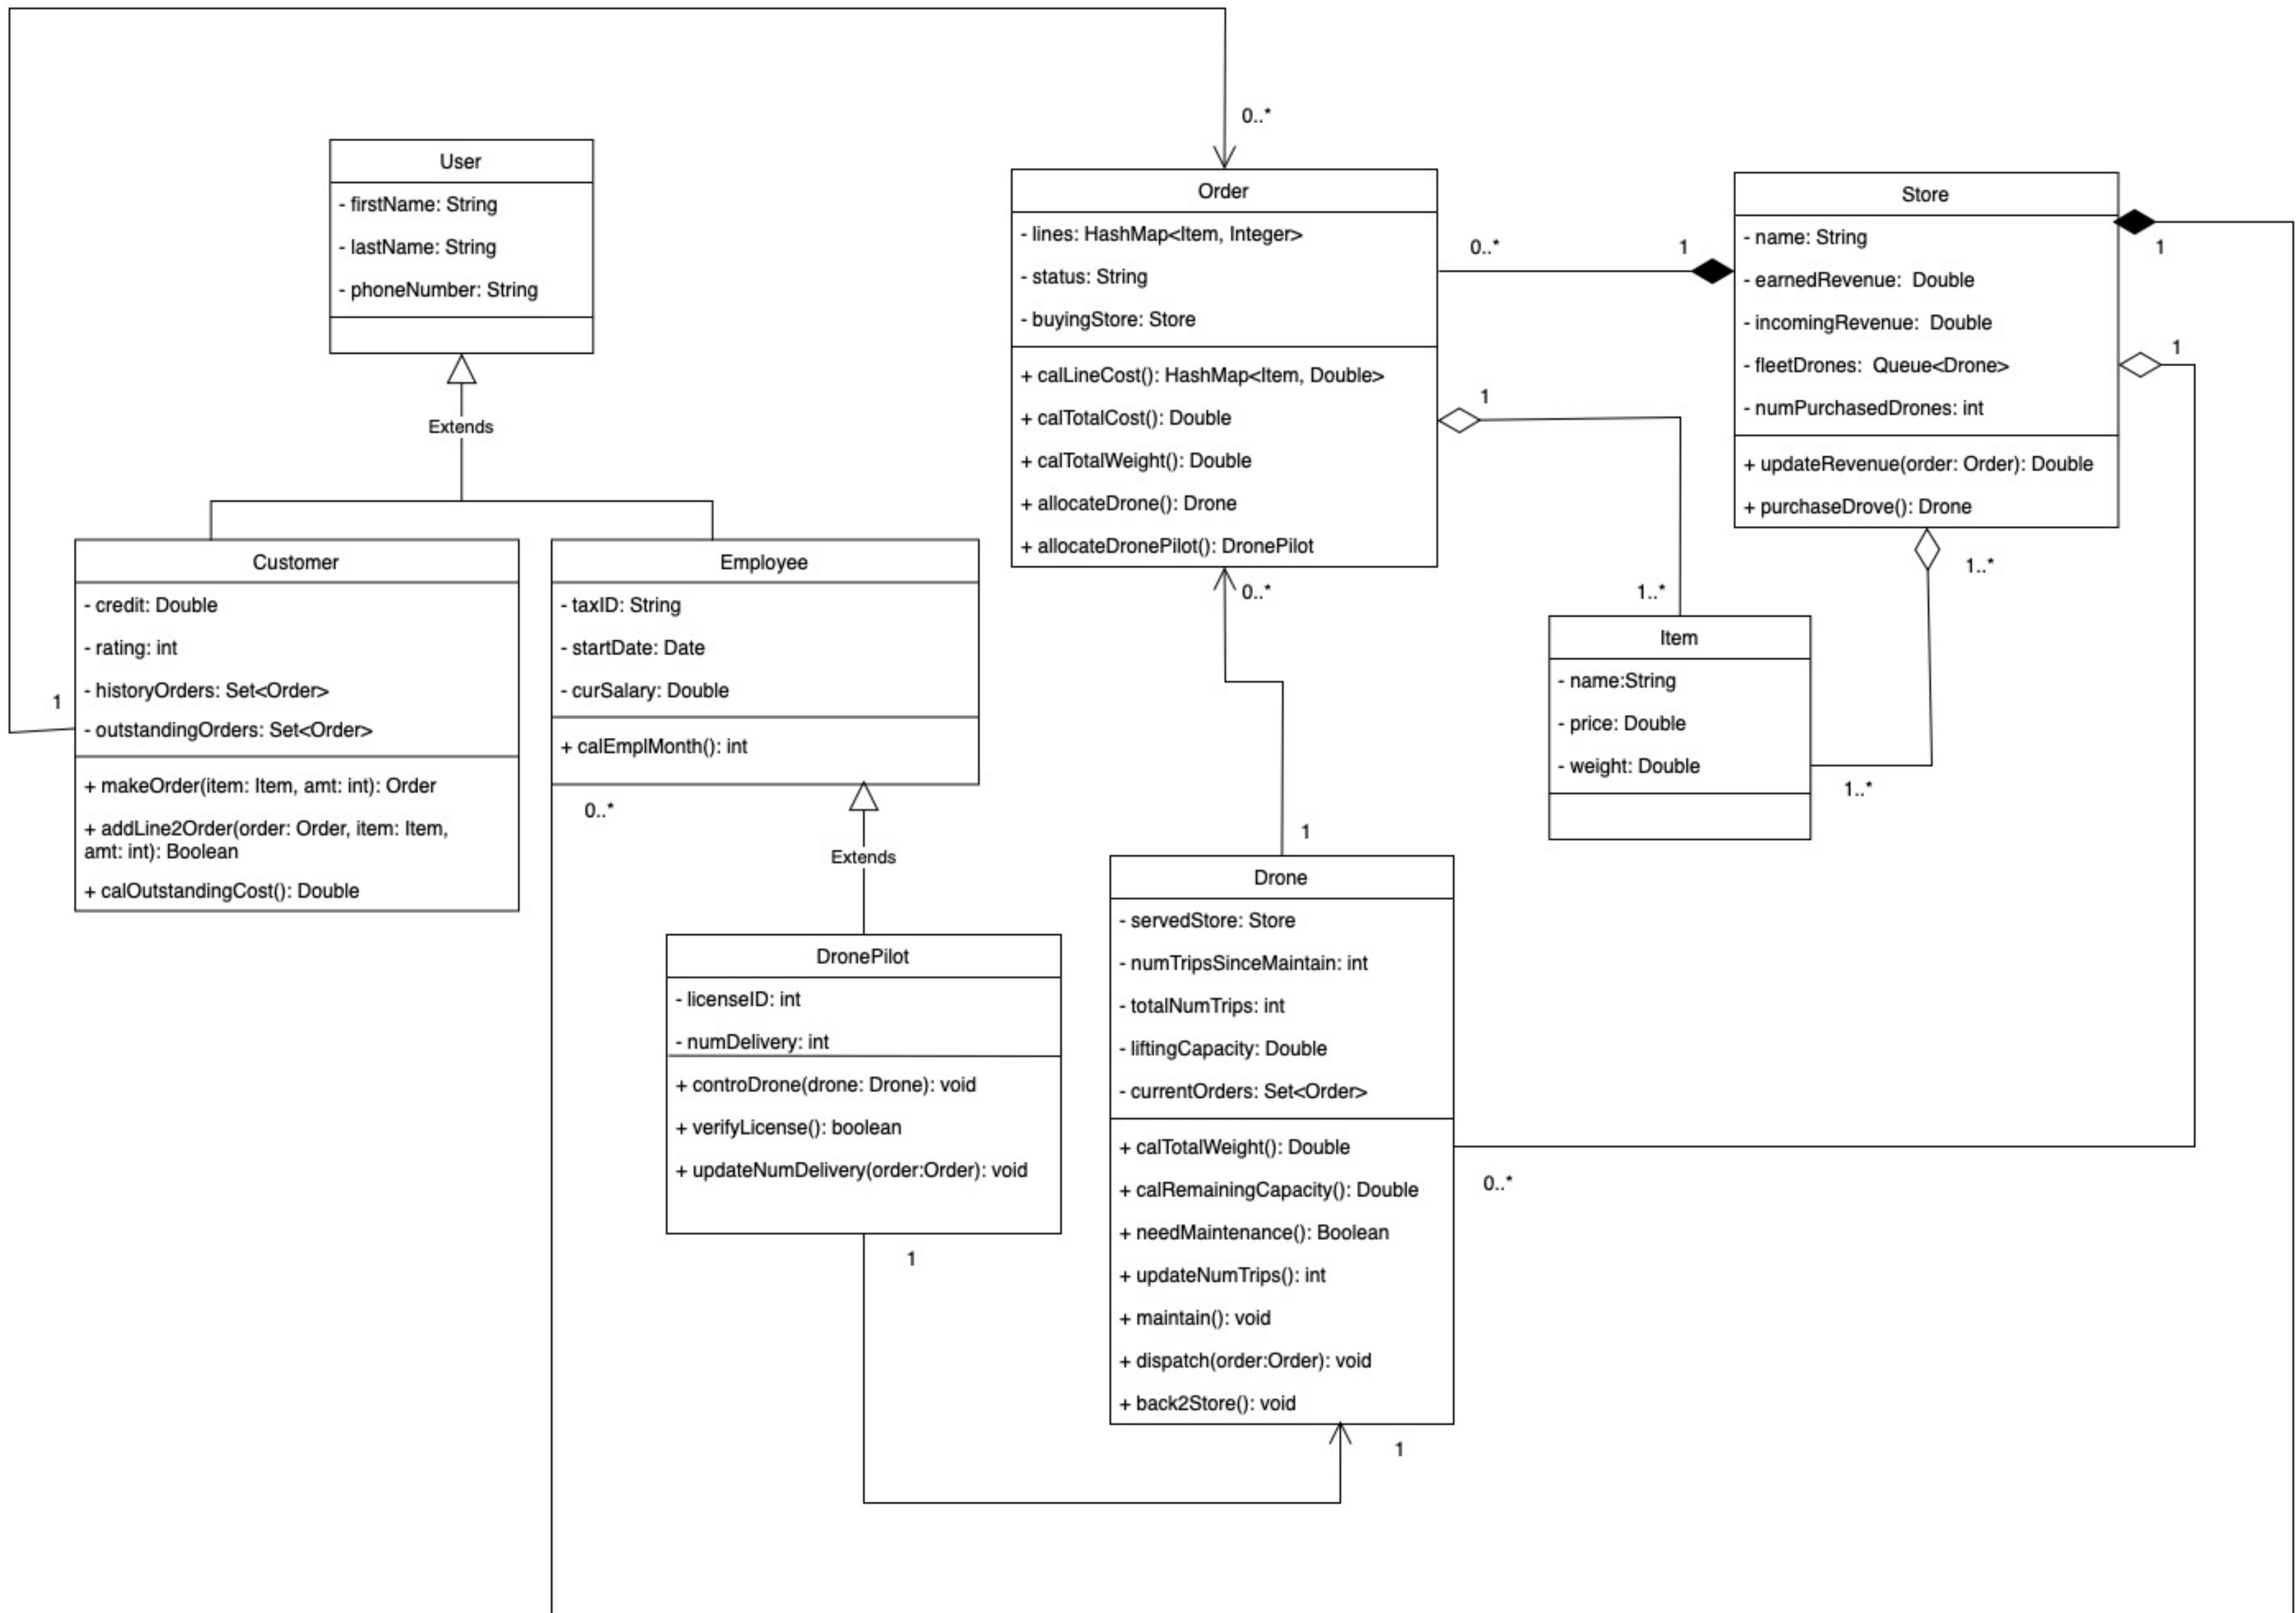 0..*
User
- firstName: String
- lastName: String
- phoneNumber: String
Extends
Order
- lines: HashMap<Item, Integer>
- status: String
- buyingStore: Store
+ calLineCost(): HashMap<Item, Double>
+ calTotalCost(): Double
+ calTotalWeight(): Double
+ allocateDrone(): Drone
+ allocateDronePilot(): DronePilot
0..*
1
1
0..*
Store
- name: String
- earnedRevenue:  Double
- incomingRevenue:  Double
- fleetDrones:  Queue<Drone>
- numPurchasedDrones: int
+ updateRevenue(order: Order): Double
+ purchaseDrove(): Drone
1
1
1..*
1..*
Customer
- credit: Double
- rating: int
- historyOrders: Set<Order>
- outstandingOrders: Set<Order>
+ makeOrder(item: Item, amt: int): Order
+ addLine2Order(order: Order, item: Item,
amt: int): Boolean
+ calOutstandingCost(): Double
1
Employee
- taxID: String
- startDate: Date
- curSalary: Double
+ calEmplMonth(): int
0..*
Extends
Item
- name:String
- price: Double
- weight: Double
1..*
DronePilot
- licenseID: int
- numDelivery: int
+ controDrone(drone: Drone): void
+ verifyLicense(): boolean
+ updateNumDelivery(order:Order): void
1
1
Drone
- servedStore: Store
- numTripsSinceMaintain: int
- totalNumTrips: int
- liftingCapacity: Double
- currentOrders: Set<Order>
+ calTotalWeight(): Double
+ calRemainingCapacity(): Double
+ needMaintenance(): Boolean
+ updateNumTrips(): int
+ maintain(): void
+ dispatch(order:Order): void
+ back2Store(): void
0..*
1